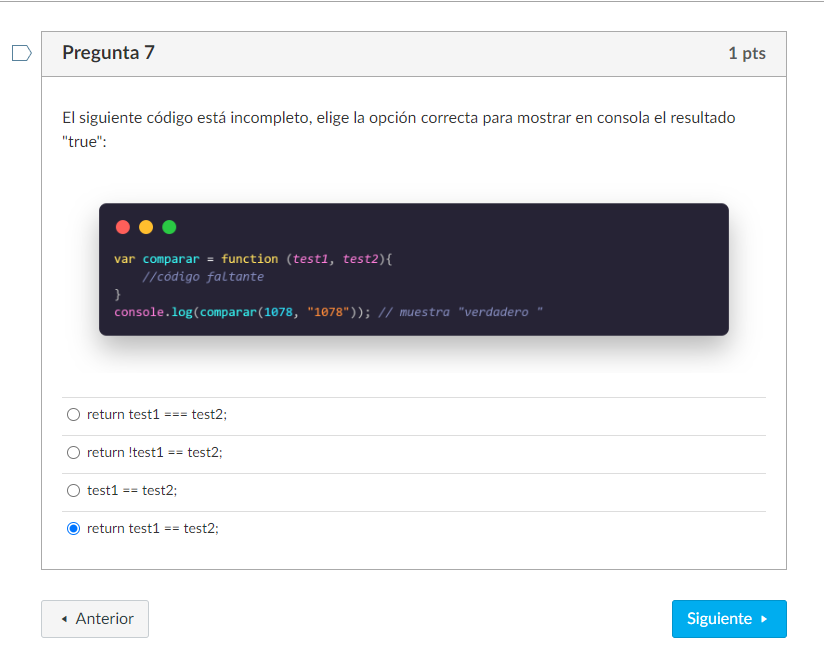 Pregunta 7
1 pts
El siguiente código está incompleto, elige la opción correcta para mostrar en consola el resultado
"true":
var comparar = function (test1, test2){
//código faltante
}
console.log(comparar(1078, "1078")); // muestra "verdadero "
return test1 === test2;
return !test1 == test2;
test1 == test2;
return test1 == test2;
Anterior
Siguiente